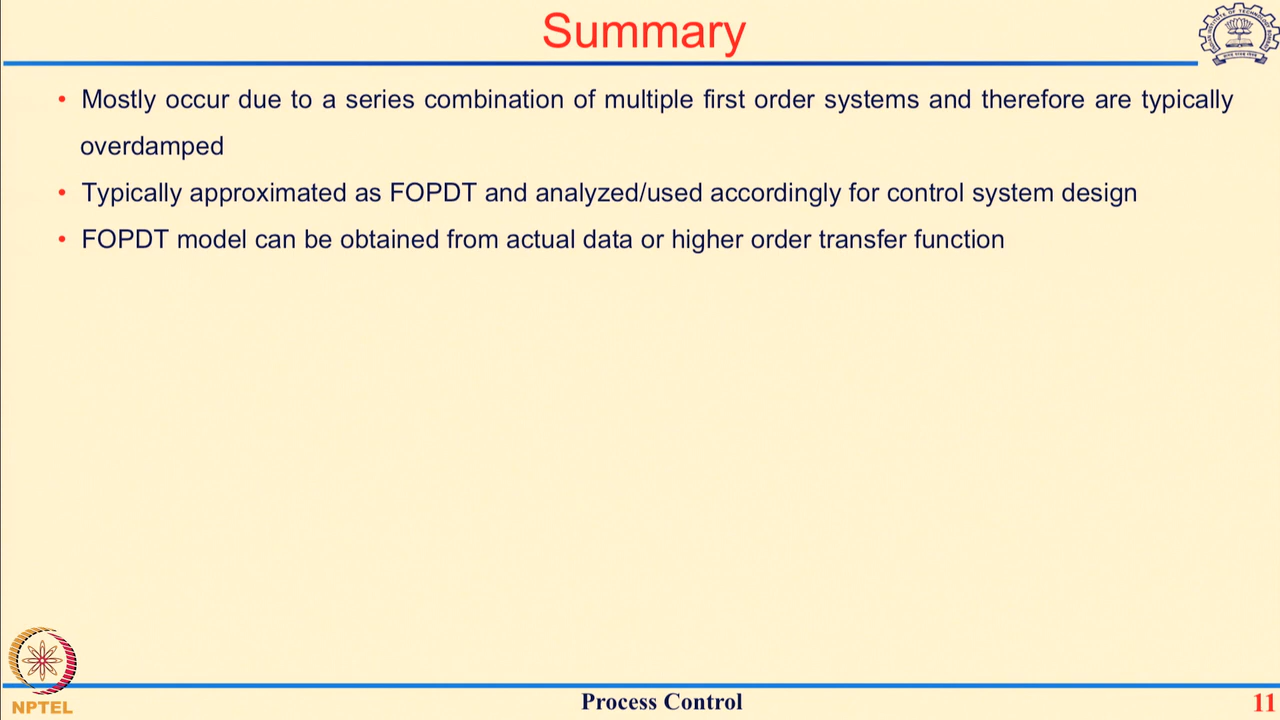 Summary
• Mostly occur due to a series combination of multiple first order systems and therefore are typically
overdamped
• Typically approximated as FOPDT and analyzed/used accordingly for control system design
• FOPDT model can be obtained from actual data or higher order transfer function
NPTEL
Process Control
11